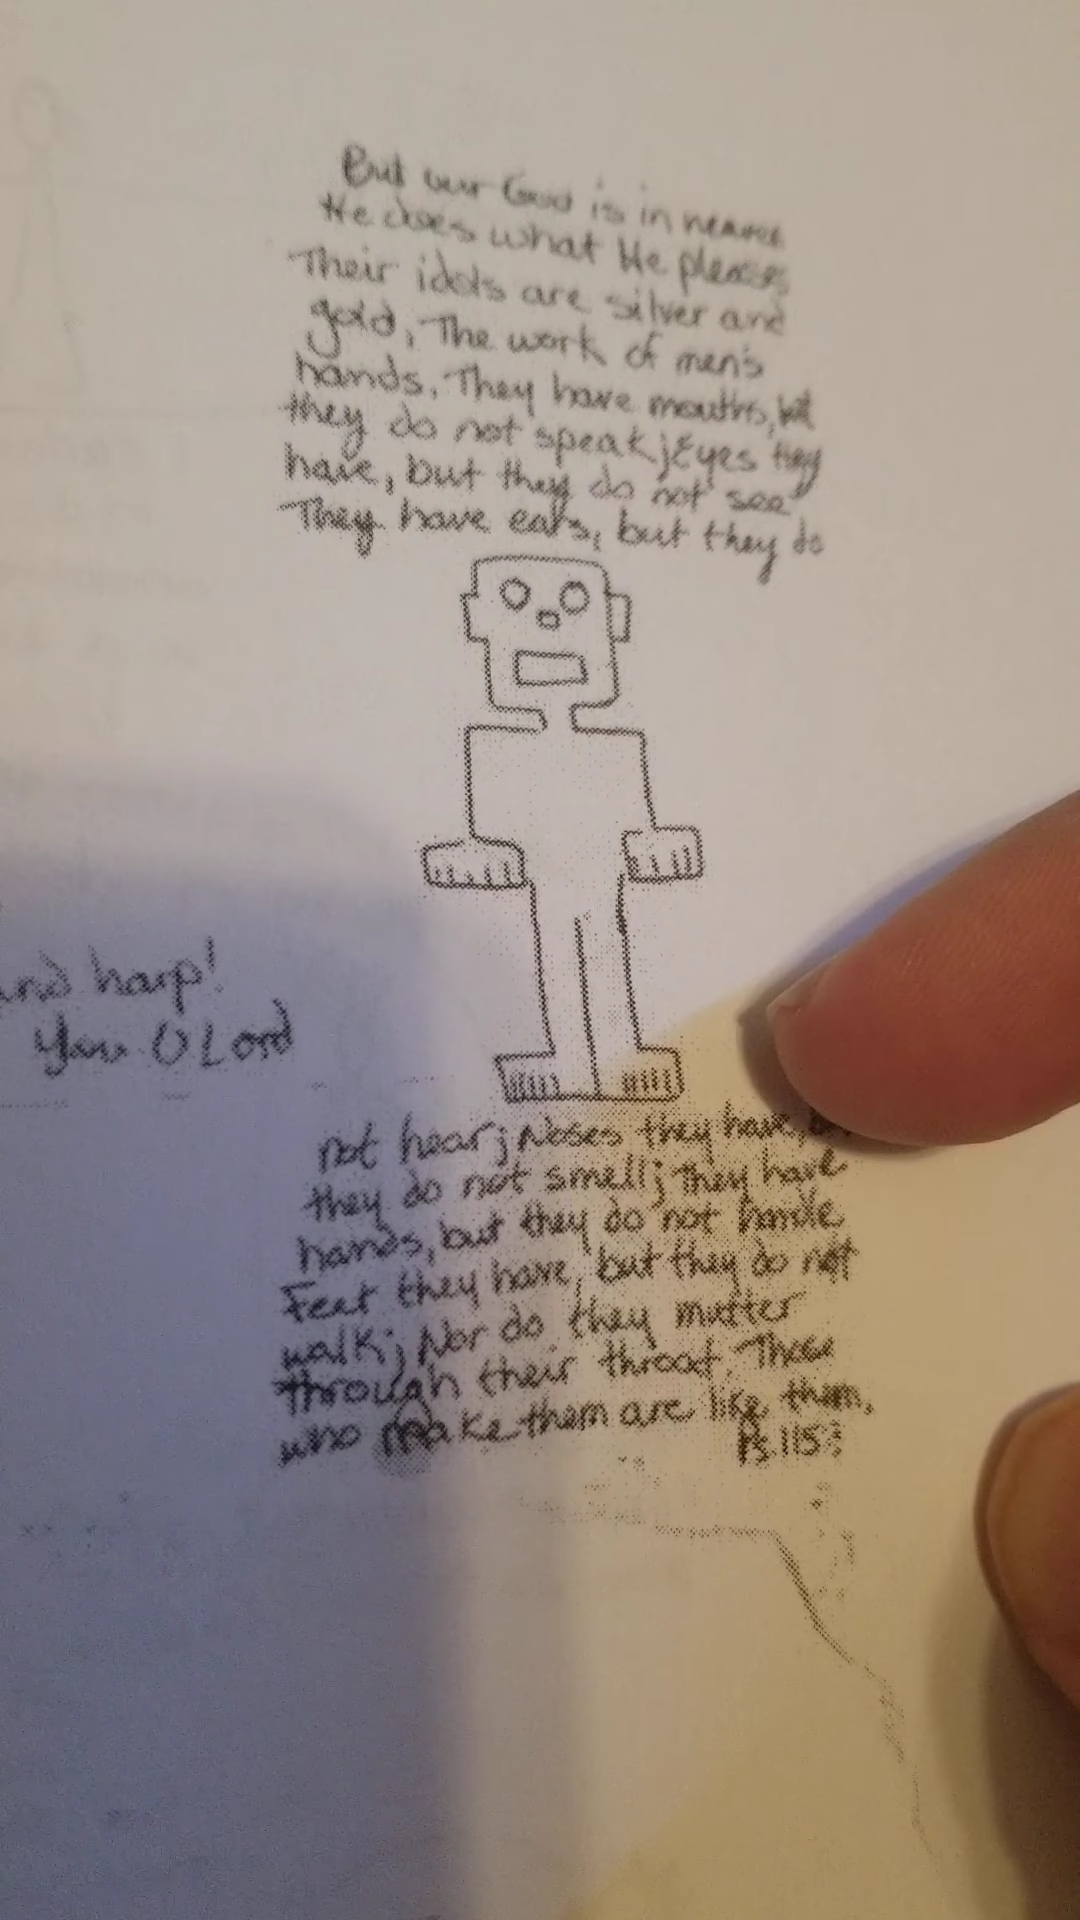 But our God is in heaven
He does what He pleases
Their idols are silver and
gold, The work of men's
hands. They have mouths, but
they do not speak; Eyes they
have, but they do not see
They have ears, but they do
and harp!
You O Lord
not hear; Noses they have,
they do not smell; they have
hands, but they do not handle
Feet they have, but they do not
walk; Nor do they mutter
through their throat. Those
who make them are like them.
Ps. 115: